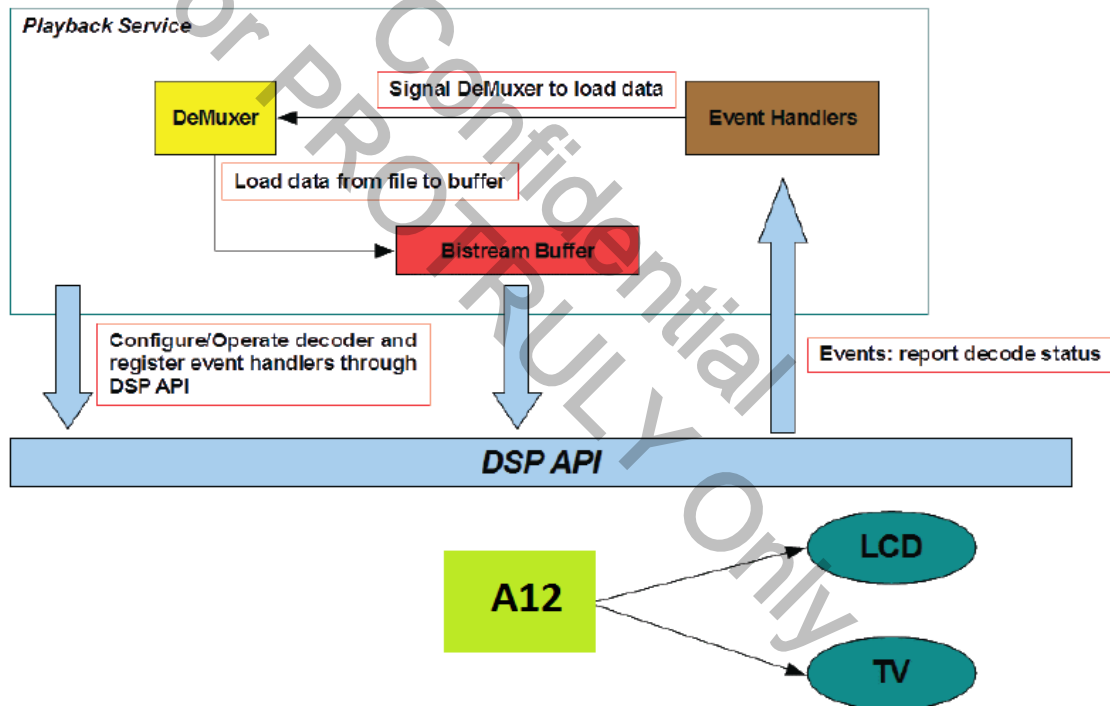 Playback Service
Signal DeMuxer to load data
DeMuxer
Event Handlers
Load data from file to buffer
Bistream Buffer
Configure/Operate decoder and
register event handlers through
DSP API
Events: report decode status
DSP API
A12
LCD
TV
Confidential
or PROTRULY Only